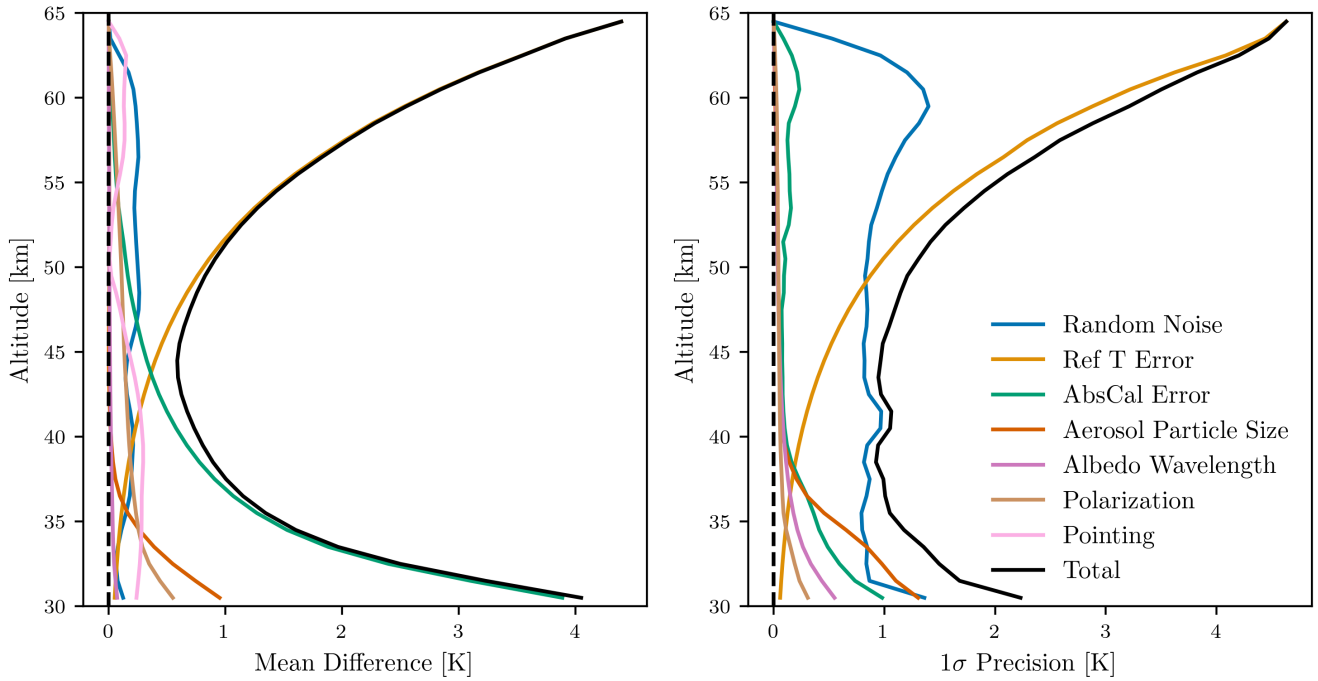 65
60
55
50
45
40
35
30
Altitude [km]
0 1 2 3 4
Mean Difference [K]
65
60
55
50
45
40
35
30
Altitude [km]
0 1 2 3 4
1σ Precision [K]
Random Noise
Ref T Error
AbsCal Error
Aerosol Particle Size
Albedo Wavelength
Polarization
Pointing
Total